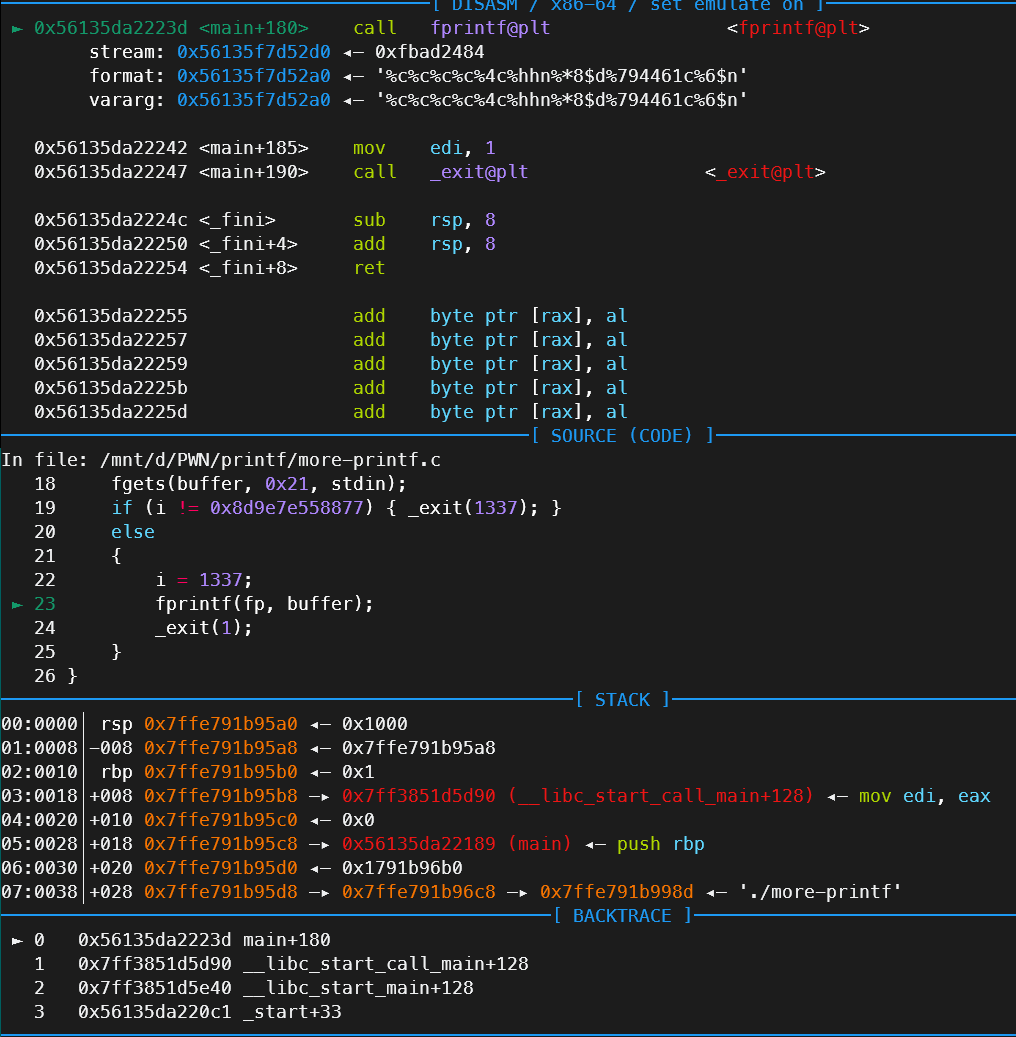 [ DISASM / x86-64 / set emulate on ]
► 0x56135da2223d <main+180>    call   fprintf@plt                <fprintf@plt>
       stream: 0x56135f7d52d0 ◂— 0xfbad2484
       format: 0x56135f7d52a0 ◂— '%c%c%c%c%4c%hhn%*8$d%794461c%6$n'
       vararg: 0x56135f7d52a0 ◂— '%c%c%c%c%4c%hhn%*8$d%794461c%6$n'
  0x56135da22242 <main+185>    mov    edi, 1
  0x56135da22247 <main+190>    call   _exit@plt              <_exit@plt>
  0x56135da2224c <_fini>       sub    rsp, 8
  0x56135da22250 <_fini+4>     add    rsp, 8
  0x56135da22254 <_fini+8>     ret
  0x56135da22255               add    byte ptr [rax], al
  0x56135da22257               add    byte ptr [rax], al
  0x56135da22259               add    byte ptr [rax], al
  0x56135da2225b               add    byte ptr [rax], al
  0x56135da2225d               add    byte ptr [rax], al
[ SOURCE (CODE) ]
In file: /mnt/d/PWN/printf/more-printf.c
   18     fgets(buffer, 0x21, stdin);
   19     if (i != 0x8d9e7e558877) { _exit(1337); }
   20     else
   21     {
   22         i = 1337;
 ► 23         fprintf(fp, buffer);
   24         _exit(1);
   25     }
   26 }
[ STACK ]
00:0000│ rsp 0x7ffe791b95a0 ◂— 0x1000
01:0008│-008 0x7ffe791b95a8 ◂— 0x7ffe791b95a8
02:0010│ rbp 0x7ffe791b95b0 ◂— 0x1
03:0018│+008 0x7ffe791b95b8 —▸ 0x7ff3851d5d90 (__libc_start_call_main+128) ◂— mov edi, eax
04:0020│+010 0x7ffe791b95c0 ◂— 0x0
05:0028│+018 0x7ffe791b95c8 —▸ 0x56135da22189 (main) ◂— push rbp
06:0030│+020 0x7ffe791b95d0 ◂— 0x1791b96b0
07:0038│+028 0x7ffe791b95d8 —▸ 0x7ffe791b96c8 —▸ 0x7ffe791b998d ◂— './more-printf'
[ BACKTRACE ]
 ► 0   0x56135da2223d main+180
   1   0x7ff3851d5d90 __libc_start_call_main+128
   2   0x7ff3851d5e40 __libc_start_main+128
   3   0x56135da220c1 _start+33